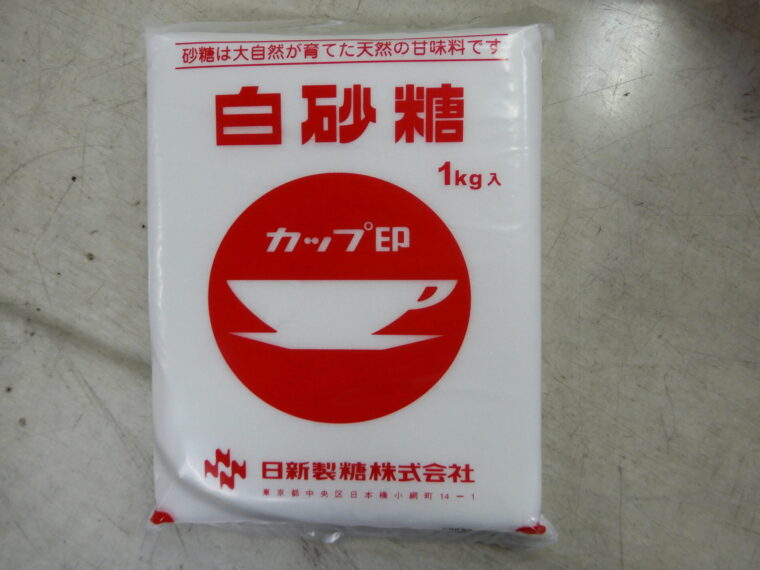 砂糖は大自然が育てた天然の甘味料です
白砂糖
1kg入
カップ印
日新製糖株式会社
東京都中央区日本橋小網町14-1